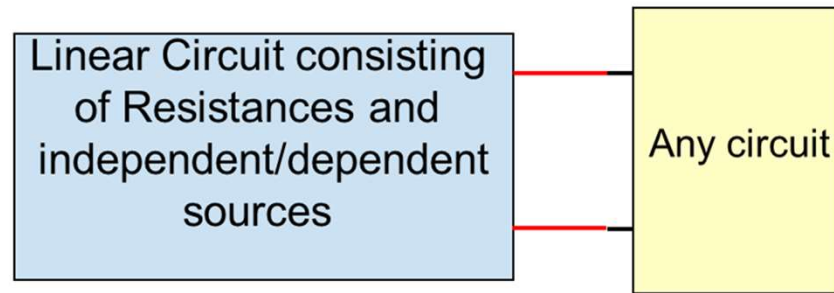 Linear Circuit consisting
of Resistances and
independent/dependent
sources
Any circuit